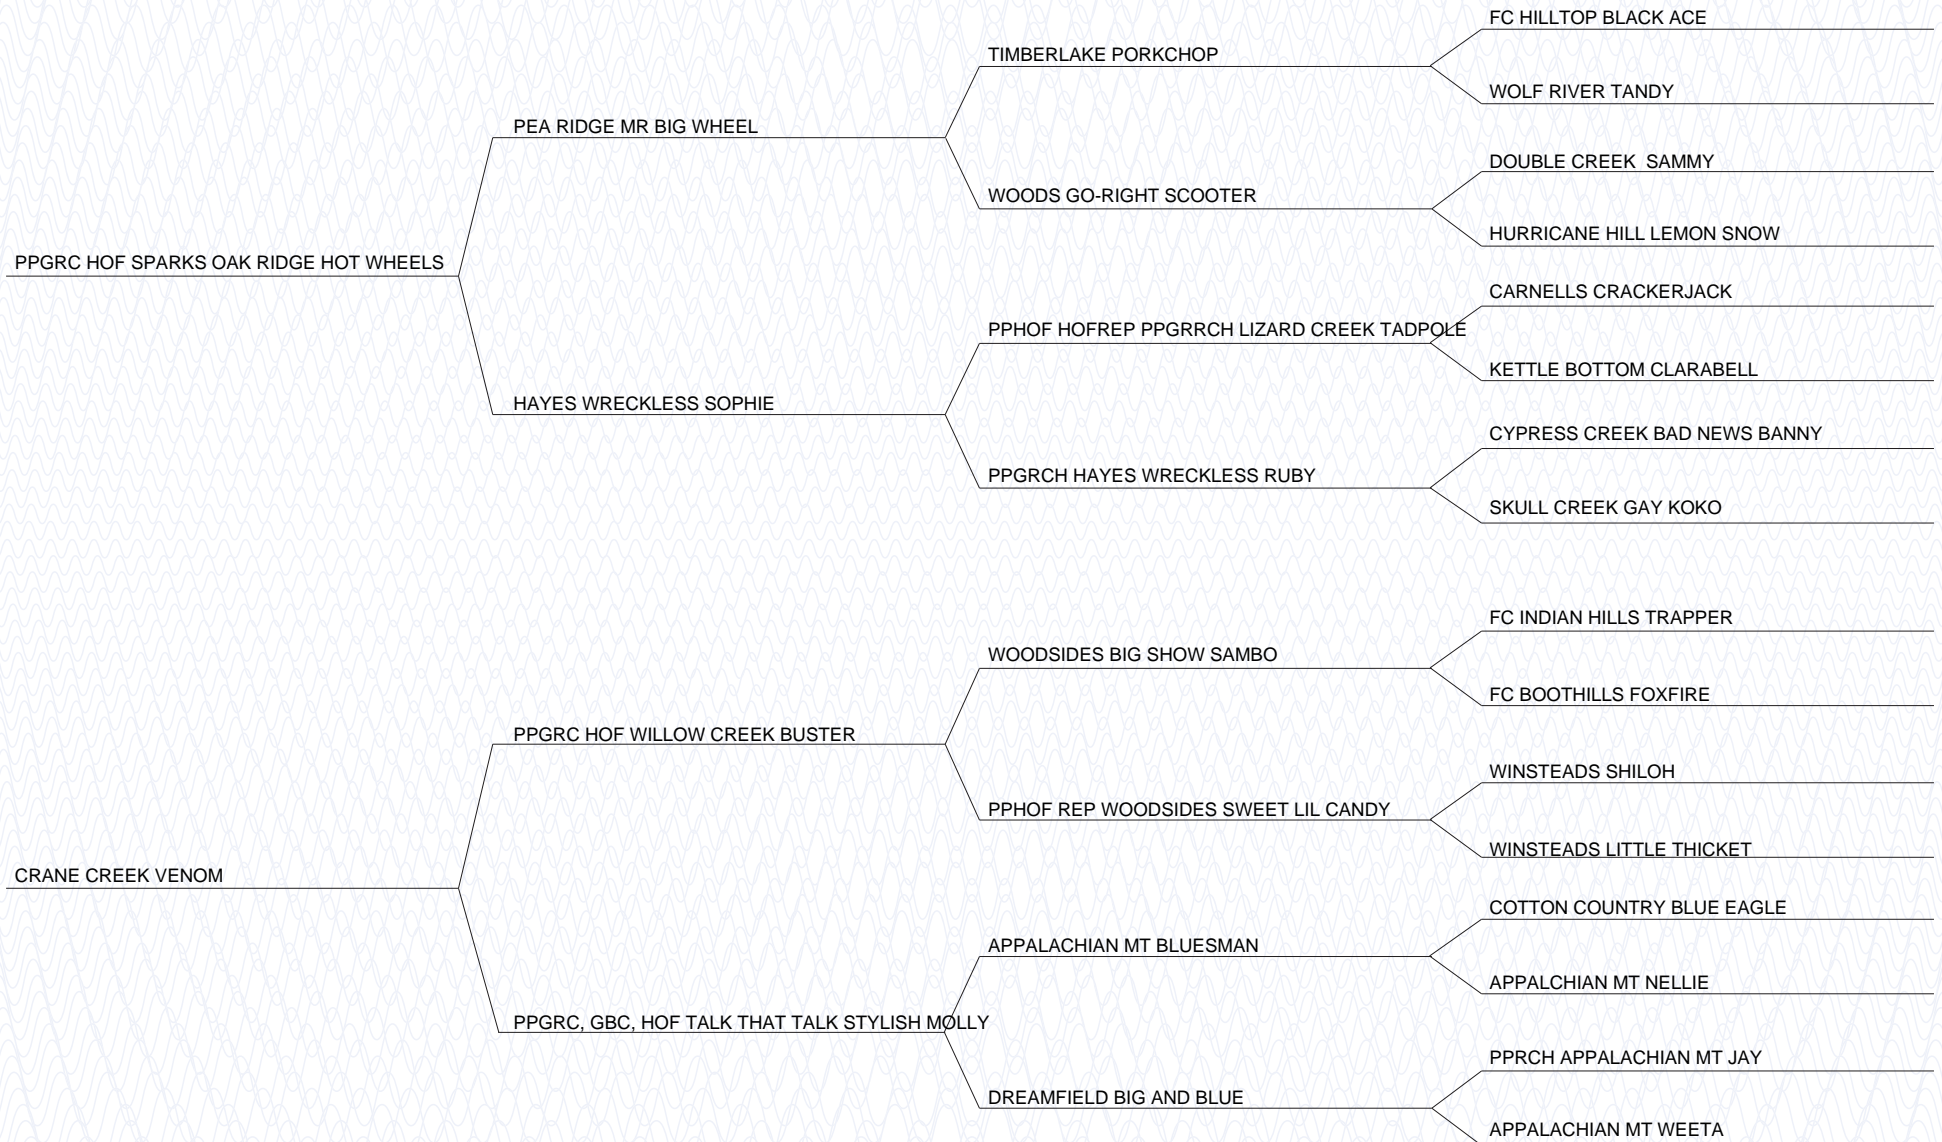 FC HILLTOP BLACK ACE
TIMBERLAKE PORKCHOP
WOLF RIVER TANDY
PEA RIDGE MR BIG WHEEL
DOUBLE CREEK  SAMMY
WOODS GO-RIGHT SCOOTER
HURRICANE HILL LEMON SNOW
PPGRC HOF SPARKS OAK RIDGE HOT WHEELS
CARNELLS CRACKERJACK
PPHOF HOFREP PPGRRCH LIZARD CREEK TADPOLE
KETTLE BOTTOM CLARABELL
HAYES WRECKLESS SOPHIE
CYPRESS CREEK BAD NEWS BANNY
PPGRCH HAYES WRECKLESS RUBY
SKULL CREEK GAY KOKO
FC INDIAN HILLS TRAPPER
WOODSIDES BIG SHOW SAMBO
FC BOOTHILLS FOXFIRE
PPGRC HOF WILLOW CREEK BUSTER
WINSTEADS SHILOH
PPHOF REP WOODSIDES SWEET LIL CANDY
WINSTEADS LITTLE THICKET
CRANE CREEK VENOM
COTTON COUNTRY BLUE EAGLE
APPALACHIAN MT BLUESMAN
APPALCHIAN MT NELLIE
PPGRC, GBC, HOF TALK THAT TALK STYLISH MOLLY
PPRCH APPALACHIAN MT JAY
DREAMFIELD BIG AND BLUE
APPALACHIAN MT WEETA